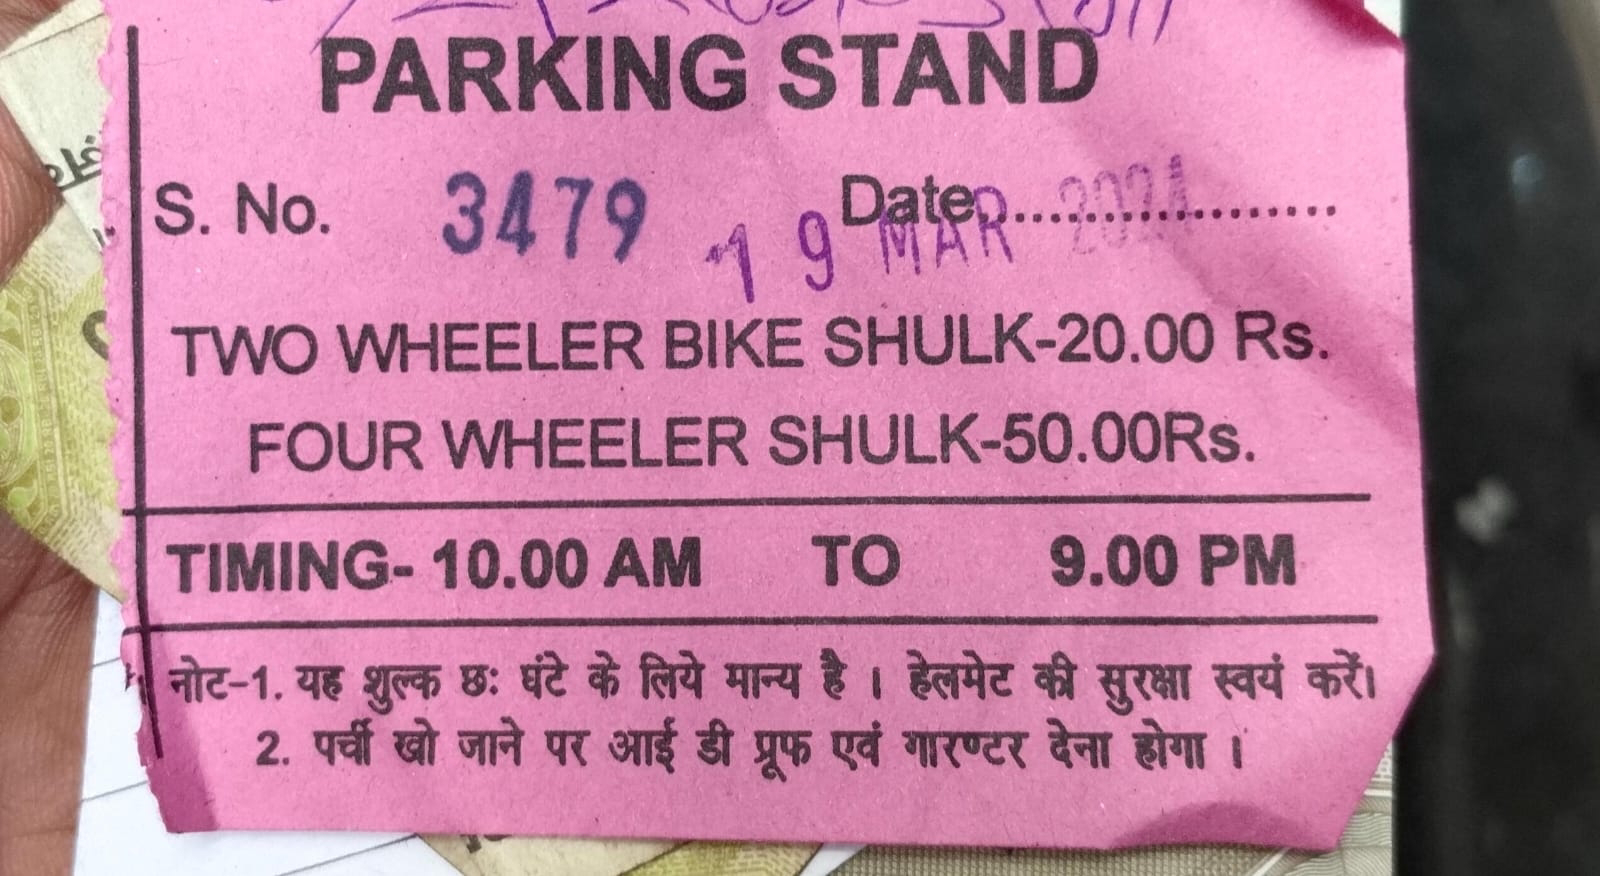 PARKING STAND
S. No. 3479 Date....................
19 MAR 2024
TWO WHEELER BIKE SHULK-20.00 Rs.
FOUR WHEELER SHULK-50.00Rs.
TIMING- 10.00 AM TO 9.00 PM
नोट-1. यह शुल्क छः घंटे के लिये मान्य है । हेलमेट की सुरक्षा स्वयं करें।
2. पर्ची खो जाने पर आई डी प्रूफ एवं गारण्टर देना होगा ।